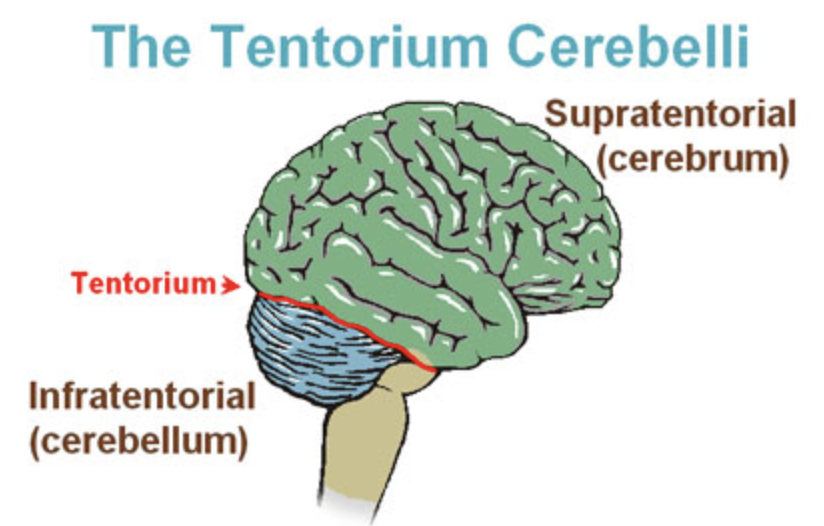 The Tentorium Cerebelli
Supratentorial
(cerebrum)
Tentorium
Infratentorial
(cerebellum)